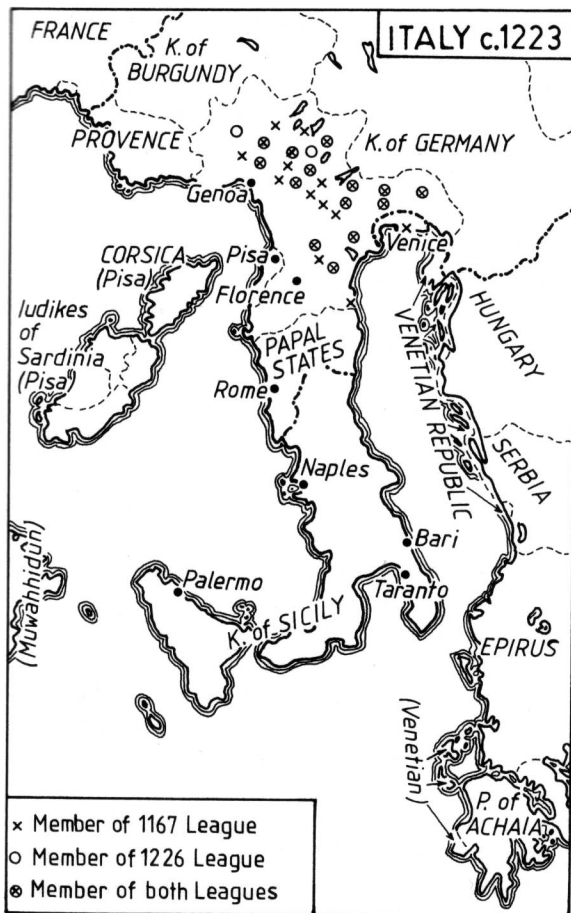 ITALY c.1223
FRANCE
K. of
BURGUNDY
PROVENCE
K. of GERMANY
Genoa
Venice
CORSICA
(Pisa)
Pisa
Florence
Iudikes
of
Sardinia
(Pisa)
PAPAL
STATES
HUNGARY
VENETIAN REPUBLIC
Rome
SERBIA
Naples
Bari
(Muwahhidūn)
Palermo
Taranto
K. of SICILY
EPIRUS
(Venetian)
P. of
ACHAIA
× Member of 1167 League
○ Member of 1226 League
⊗ Member of both Leagues